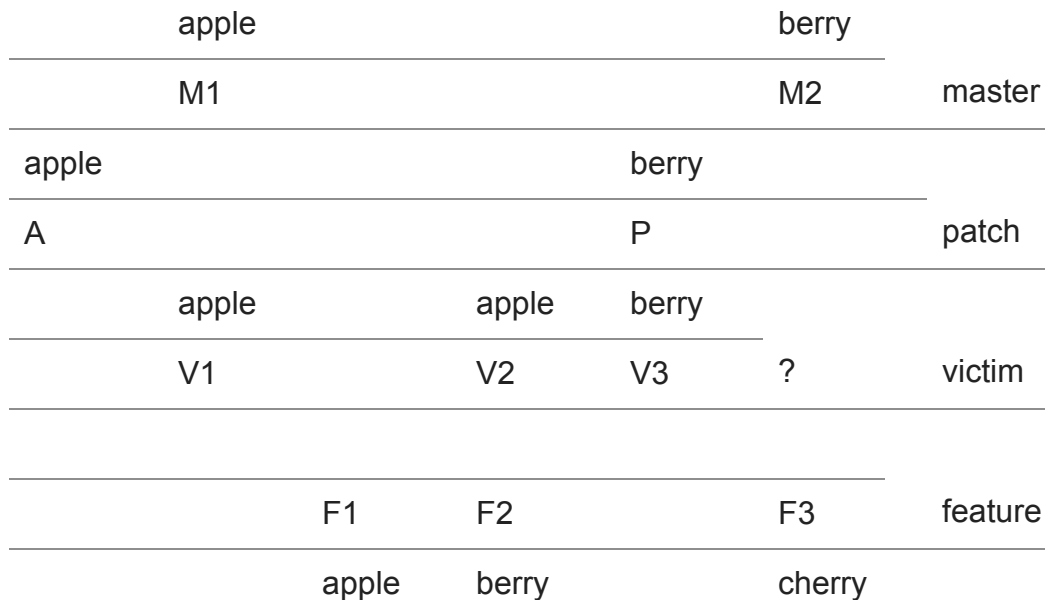 apple berry
M1 M2 master
apple berry
A P patch
apple apple berry
V1 V2 V3 ? victim
F1 F2 F3 feature
apple berry cherry